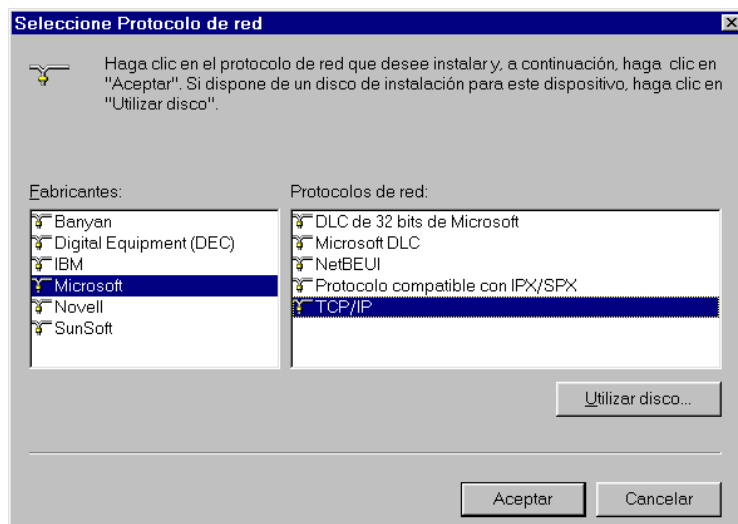 Seleccione Protocolo de red
Haga clic en el protocolo de red que desee instalar y, a continuación, haga clic en
"Aceptar". Si dispone de un disco de instalación para este dispositivo, haga clic en
"Utilizar disco".
Fabricantes:
Banyan
Digital Equipment (DEC)
IBM
Microsoft
Novell
SunSoft
Protocolos de red:
DLC de 32 bits de Microsoft
Microsoft DLC
NetBEUI
Protocolo compatible con IPX/SPX
TCP/IP
Utilizar disco...
Aceptar
Cancelar